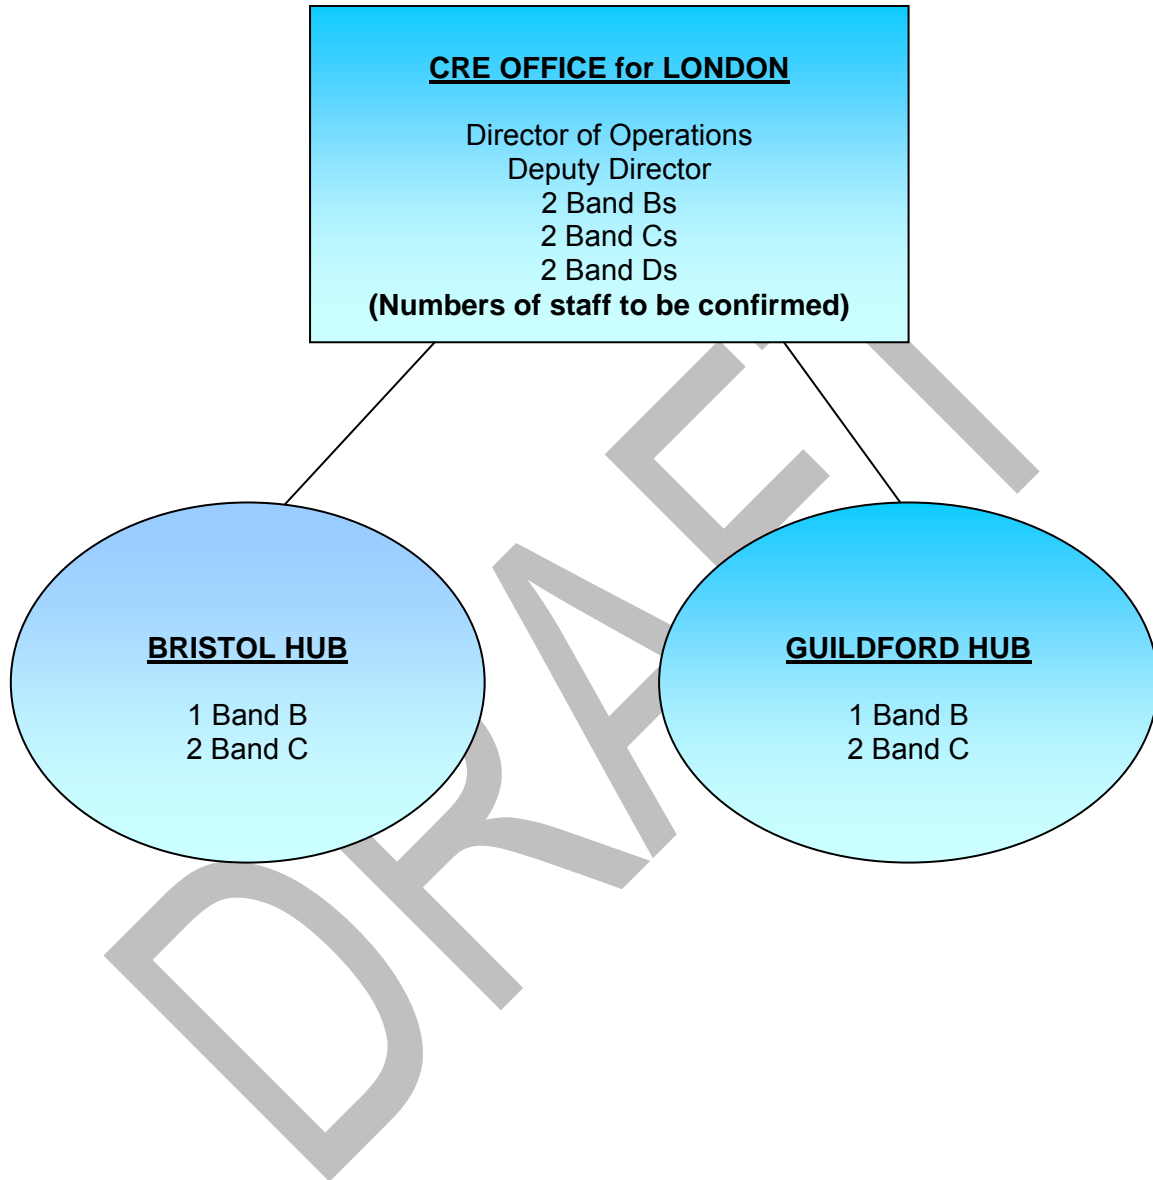 CRE OFFICE for LONDON
Director of Operations
Deputy Director
2 Band Bs
2 Band Cs
2 Band Ds
(Numbers of staff to be confirmed)
BRISTOL HUB
1 Band B
2 Band C
GUILDFORD HUB
1 Band B
2 Band C
DRAFT